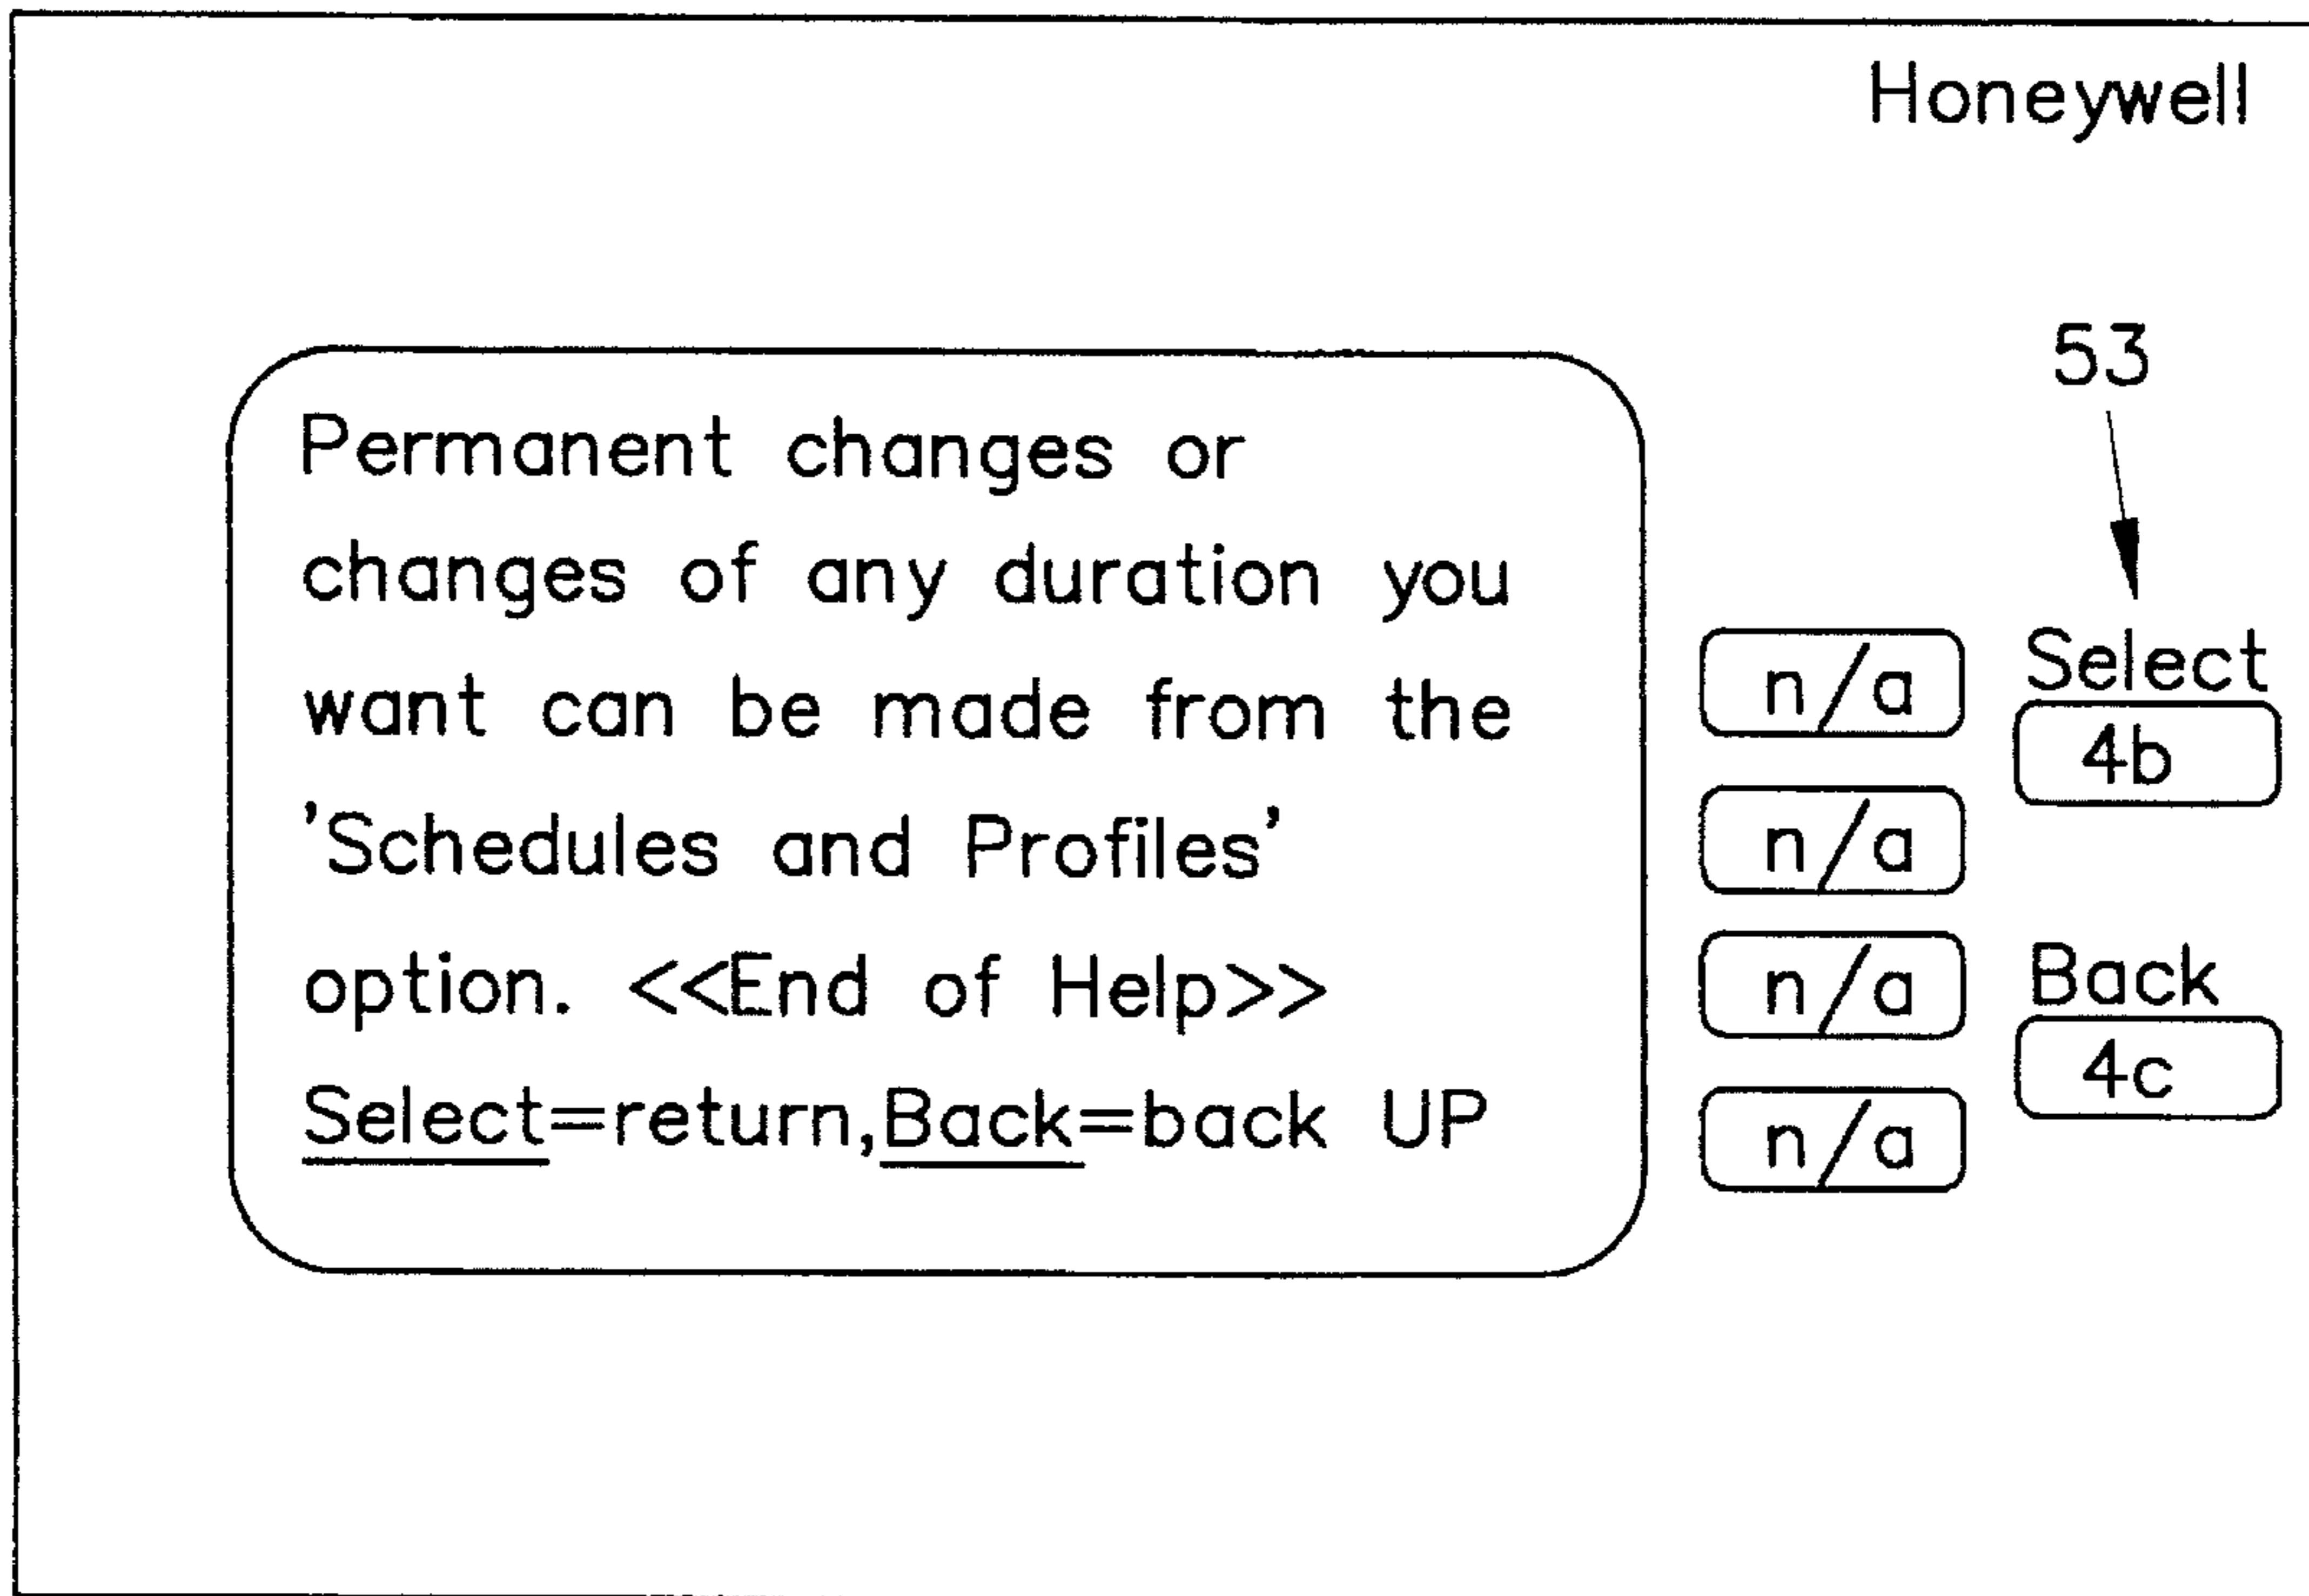 Honeywell
53
Permanent changes or
changes of any duration you
want can be made from the
'Schedules and Profiles'
option. <<End of Help>>
Select=return,Back=back UP
n/a
n/a
n/a
n/a
Select
4b
Back
4c